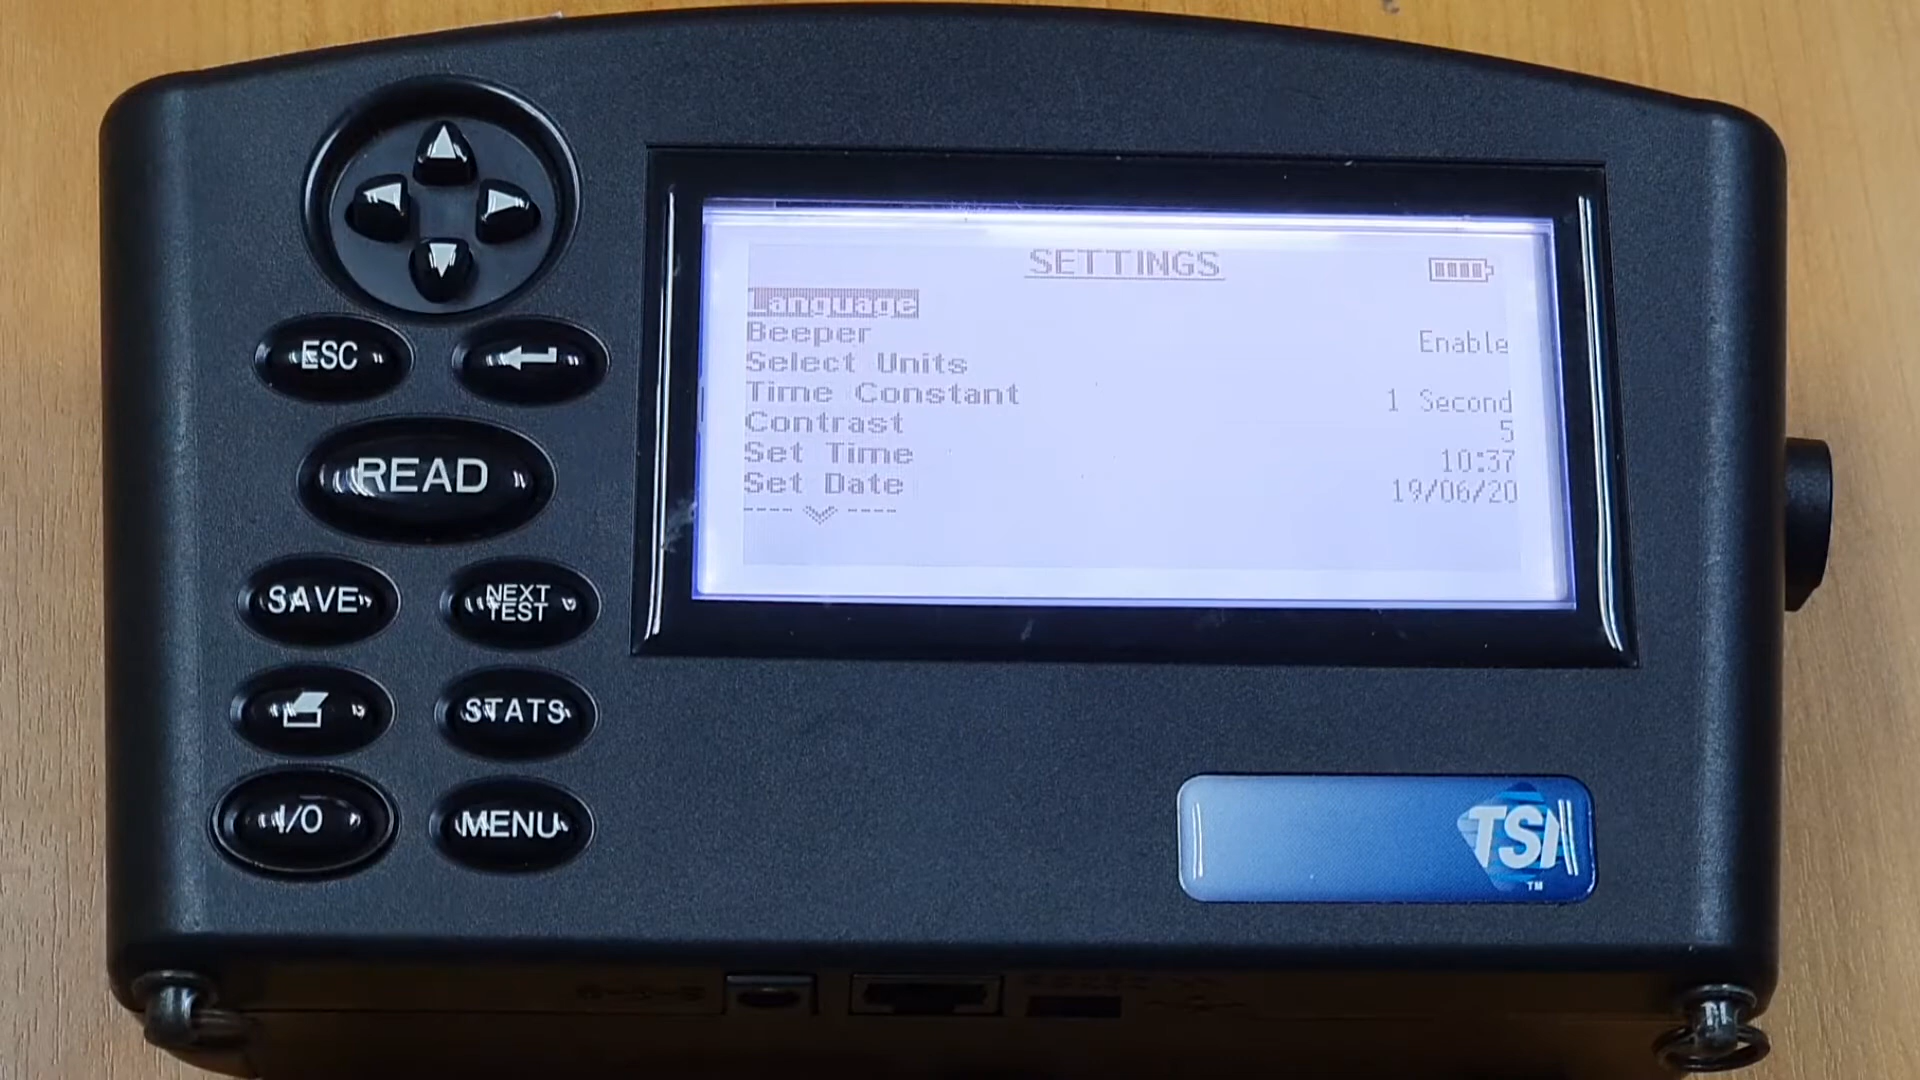 SETTINGS
Language
Beeper Enable
Select Units
Time Constant 1 Second
Contrast 5
Set Time 10:37
Set Date 19/06/20
ESC
READ
SAVE
NEXT
TEST
STATS
I/O
MENU
TSI
TM